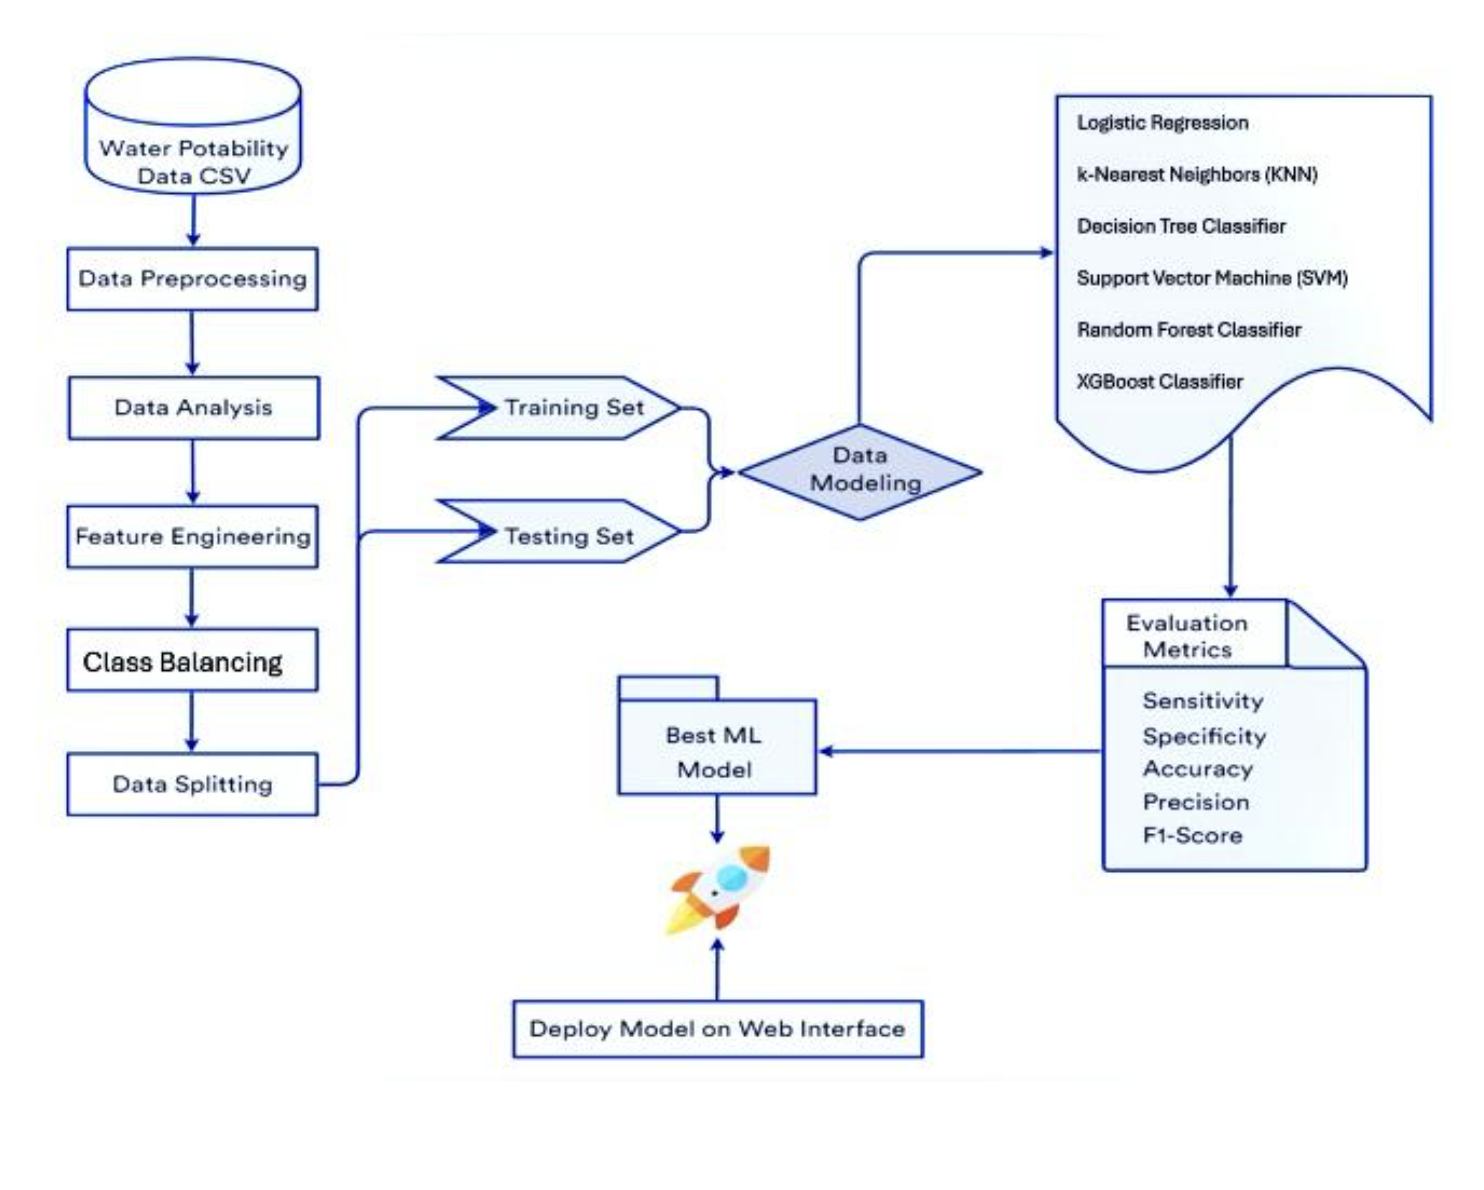 Water Potability
Data CSV
Data Preprocessing
Data Analysis
Feature Engineering
Class Balancing
Data Splitting
Training Set
Testing Set
Data
Modeling
Logistic Regression
k-Nearest Neighbors (KNN)
Decision Tree Classifier
Support Vector Machine (SVM)
Random Forest Classifier
XGBoost Classifier
Evaluation
Metrics
Sensitivity
Specificity
Accuracy
Precision
F1-Score
Best ML
Model
Deploy Model on Web Interface